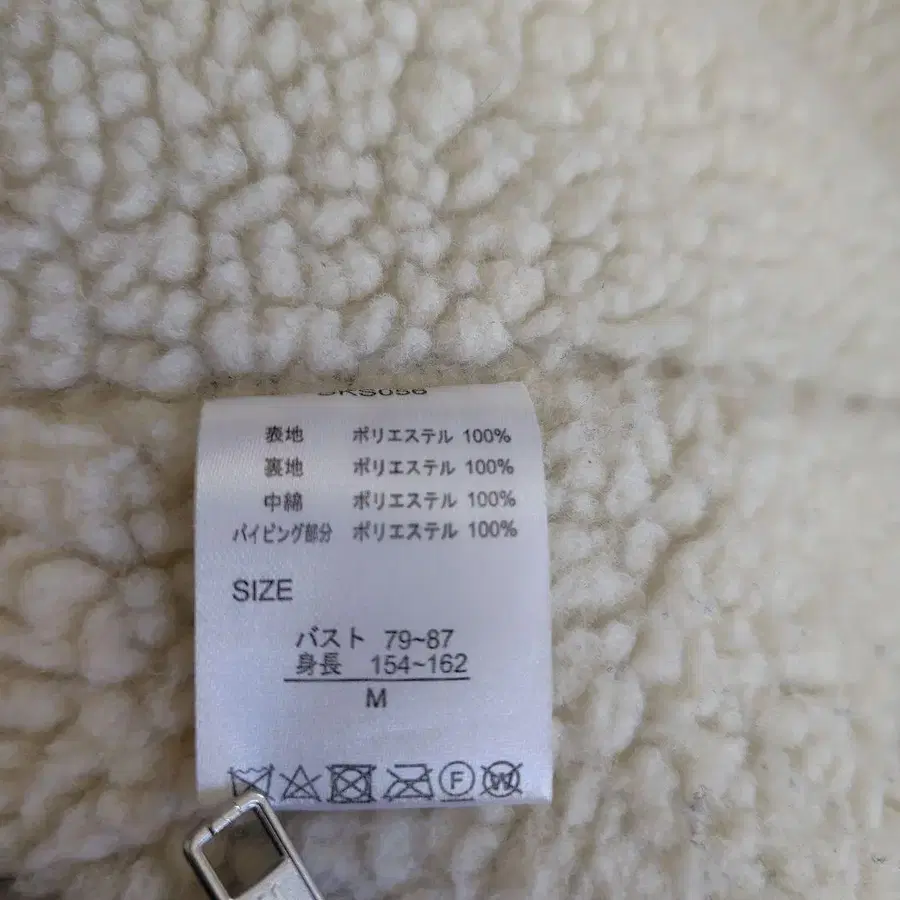 表地 ポリエステル 100%
裏地 ポリエステル 100%
中綿 ポリエステル 100%
パイピング部分 ポリエステル 100%
SIZE
バスト 79~87
身長 154~162
M
F W